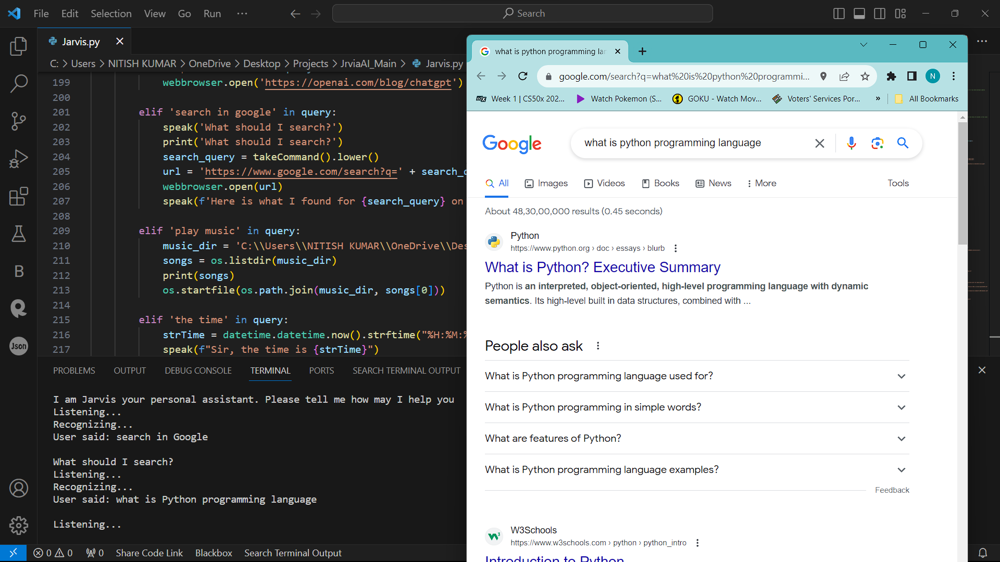 File Edit Selection View Go Run ...
Search
Jarvis.py
C: > Users > NITISH KUMAR > OneDrive > Desktop > Projects > JrviaAI_Main > Jarvis.py
199 webbrowser.open('https://openai.com/blog/chatgpt')
200
201 elif 'search in google' in query:
202 speak('What should I search?')
203 print('What should I search?')
204 search_query = takeCommand().lower()
205 url = 'https://www.google.com/search?q=' + search_
206 webbrowser.open(url)
207 speak(f'Here is what I found for {search_query} on
208
209 elif 'play music' in query:
210 music_dir = 'C:\\Users\\NITISH KUMAR\\OneDrive\\Des
211 songs = os.listdir(music_dir)
212 print(songs)
213 os.startfile(os.path.join(music_dir, songs[0]))
214
215 elif 'the time' in query:
216 strTime = datetime.datetime.now().strftime("%H:%M:%
217 speak(f"Sir, the time is {strTime}")
PROBLEMS OUTPUT DEBUG CONSOLE TERMINAL PORTS SEARCH TERMINAL OUTPUT
I am Jarvis your personal assistant. Please tell me how may I help you
Listening...
Recognizing...
User said: search in Google
What should I search?
Listening...
Recognizing...
User said: what is Python programming language
Listening...
B
Json
0 0 0 Share Code Link Blackbox Search Terminal Output
what is python programming lar
google.com/search?q=what%20is%20python%20programmi...
N
Week 1 | CS50x 202... Watch Pokemon (S... GOKU - Watch Mov... Voters' Services Por... » All Bookmarks
Google
what is python programming language
All Images Videos Books News More Tools
About 48,30,00,000 results (0.45 seconds)
Python
https://www.python.org › doc › essays › blurb
What is Python? Executive Summary
Python is an interpreted, object-oriented, high-level programming language with dynamic
semantics. Its high-level built in data structures, combined with ...
People also ask
What is Python programming language used for?
What is Python programming in simple words?
What are features of Python?
What is Python programming language examples?
Feedback
W3Schools
https://www.w3schools.com › python › python_intro
Introduction to Python